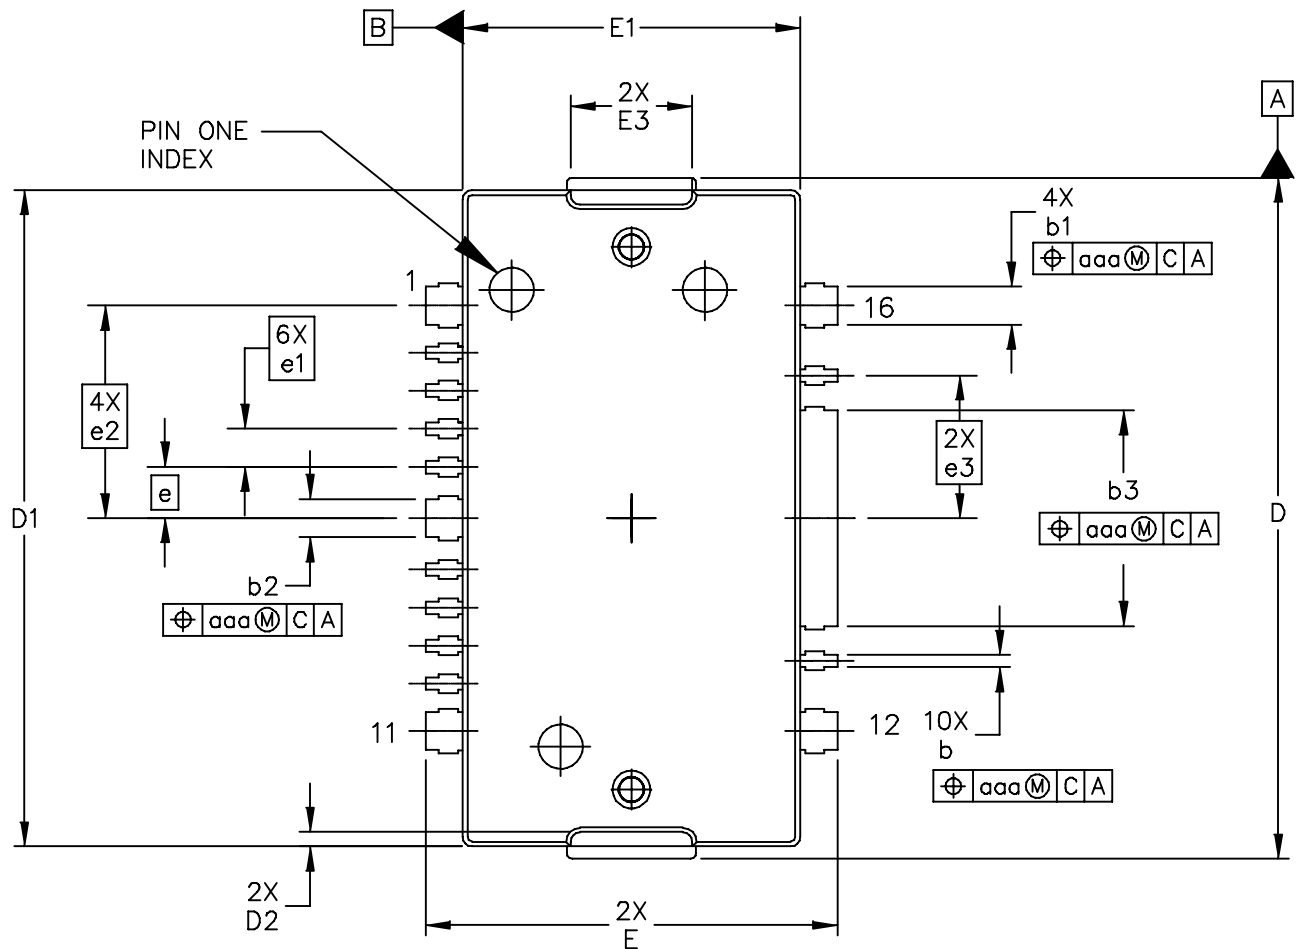 B
E1
2X
E3
A
PIN ONE
INDEX
4X
b1
⌖ aaa Ⓜ C A
1
16
6X
e1
4X
e2
2X
e3
e
b3
D1
D
⌖ aaa Ⓜ C A
b2
⌖ aaa Ⓜ C A
11
12
10X
b
⌖ aaa Ⓜ C A
2X
D2
2X
E